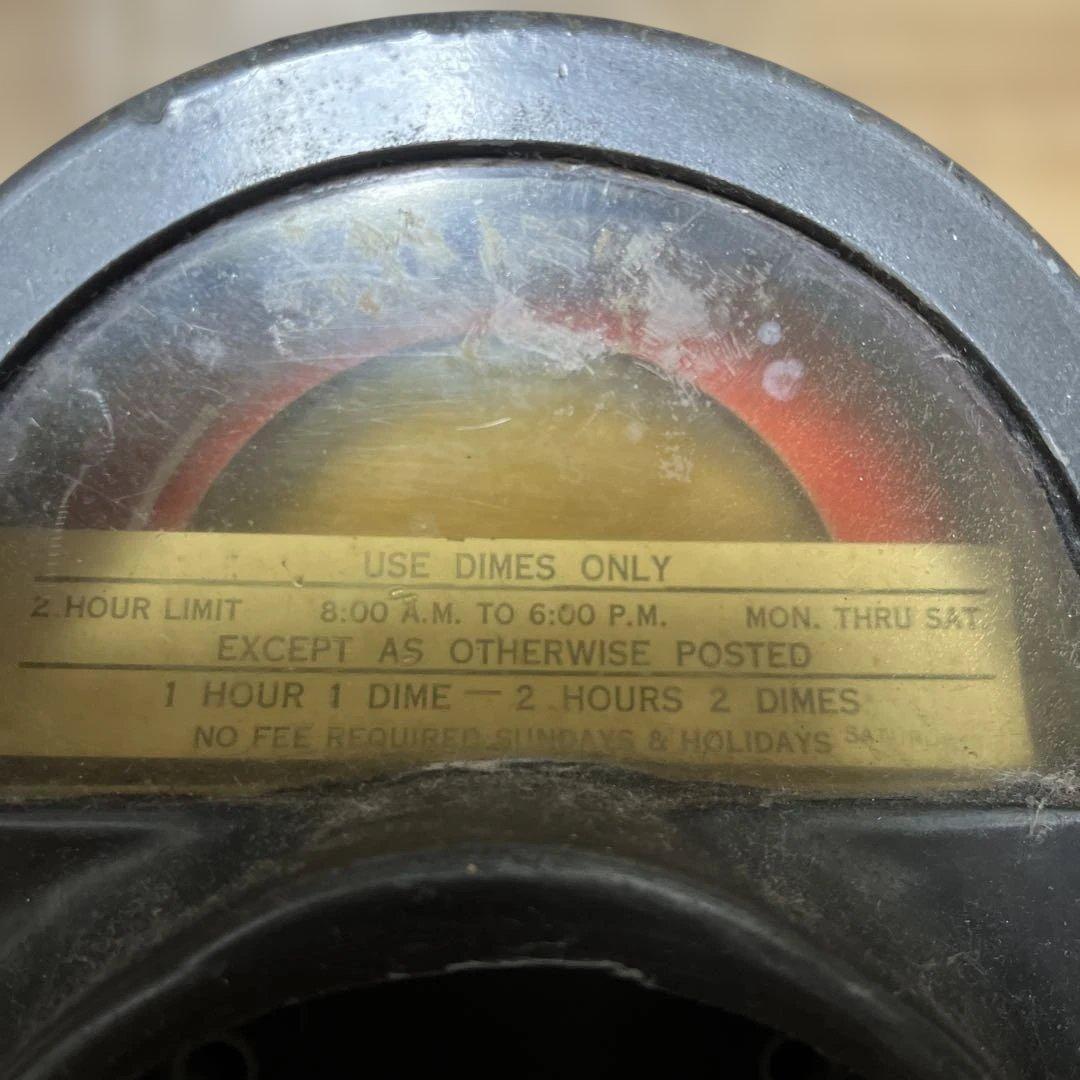 USE DIMES ONLY
2 HOUR LIMIT 8:00 A.M. TO 6:00 P.M. MON. THRU SAT.
EXCEPT AS OTHERWISE POSTED
1 HOUR 1 DIME — 2 HOURS 2 DIMES
NO FEE REQUIRED SUNDAYS & HOLIDAYS